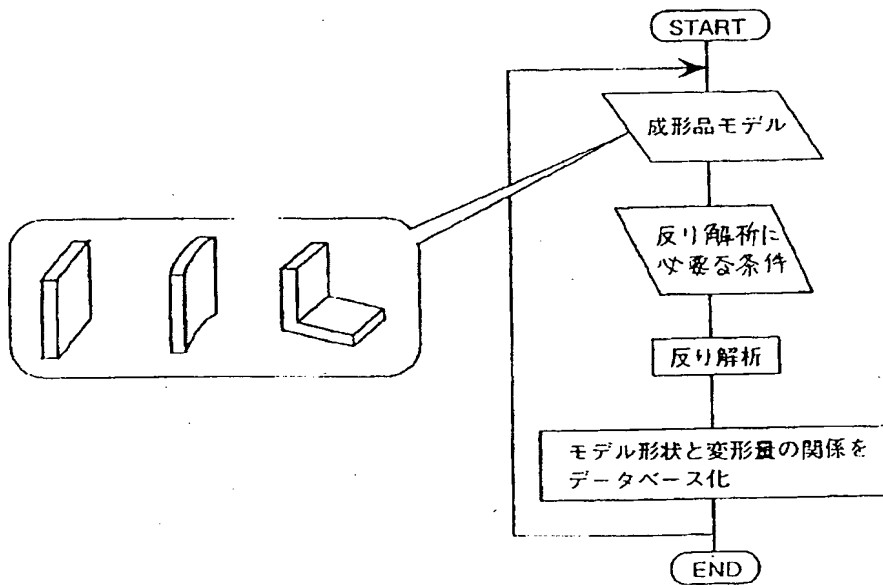 START
成形品モデル
反り解析に
必要な条件
反り解析
モデル形状と変形量の関係を
データベース化
END